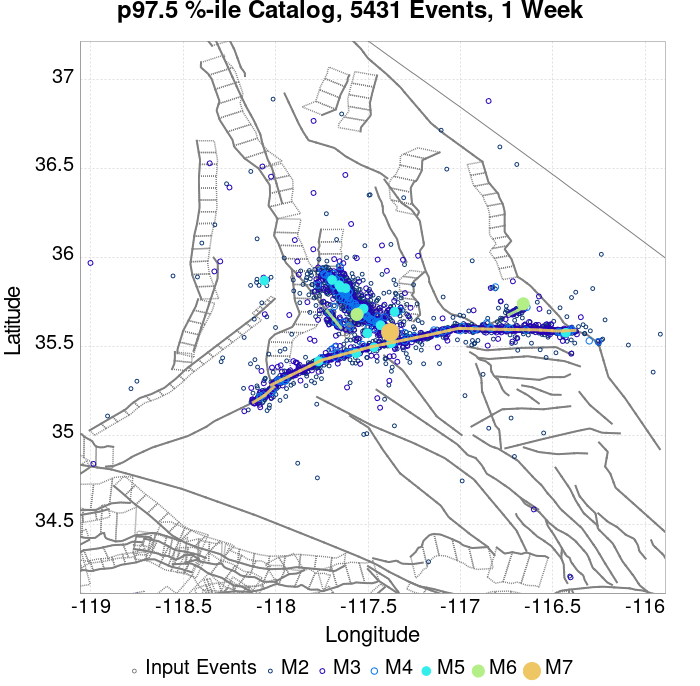 p97.5 %-ile Catalog, 5431 Events, 1 Week
37
36.5
36
35.5
35
34.5
Latitude
-119 -118.5 -118 -117.5 -117 -116.5 -116
Longitude
Input Events M2 M3 M4 M5 M6 M7